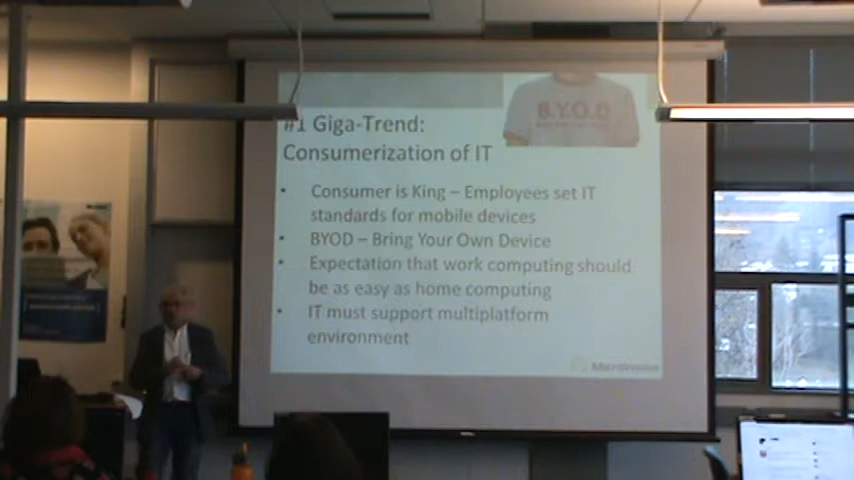 B.Y.O.D
#1 Giga-Trend:
Consumerization of IT
• Consumer is King – Employees set IT
standards for mobile devices
• BYOD – Bring Your Own Device
• Expectation that work computing should
be as easy as home computing
• IT must support multiplatform
environment
MicroVision